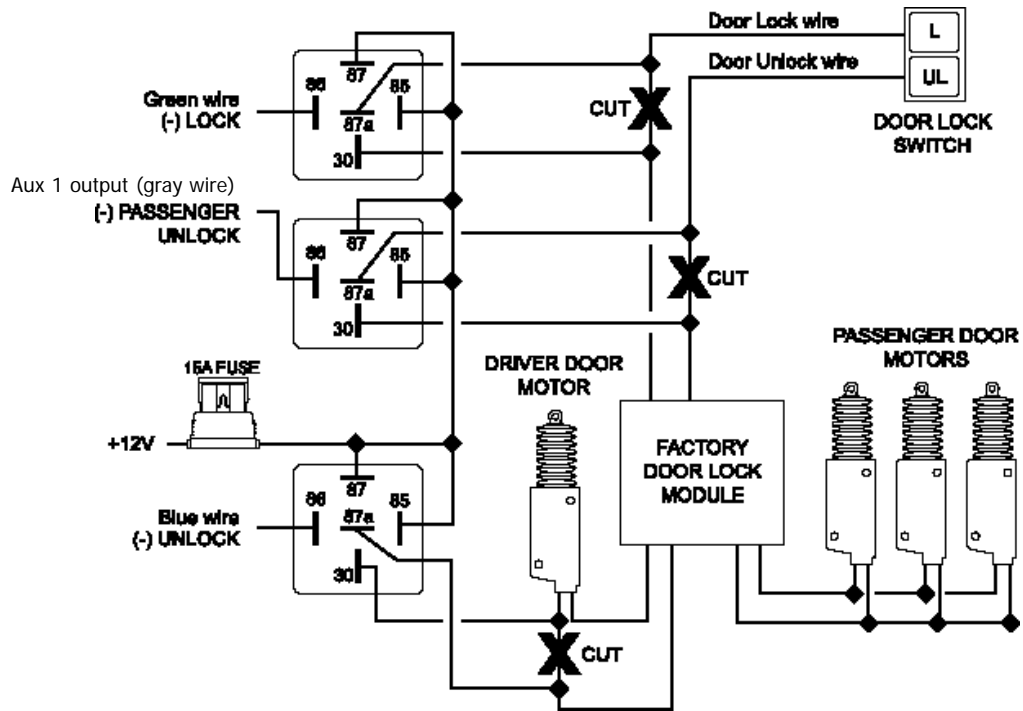 Door Lock wire
L
Door Unlock wire
UL
DOOR LOCK
SWITCH
CUT
87
86
85
87a
30
Green wire
(-) LOCK
Aux 1 output (gray wire)
(-) PASSENGER
UNLOCK
87
86
85
87a
30
CUT
15A FUSE
+12V
DRIVER DOOR
MOTOR
PASSENGER DOOR
MOTORS
FACTORY
DOOR LOCK
MODULE
87
86
85
87a
30
Blue wire
(-) UNLOCK
CUT